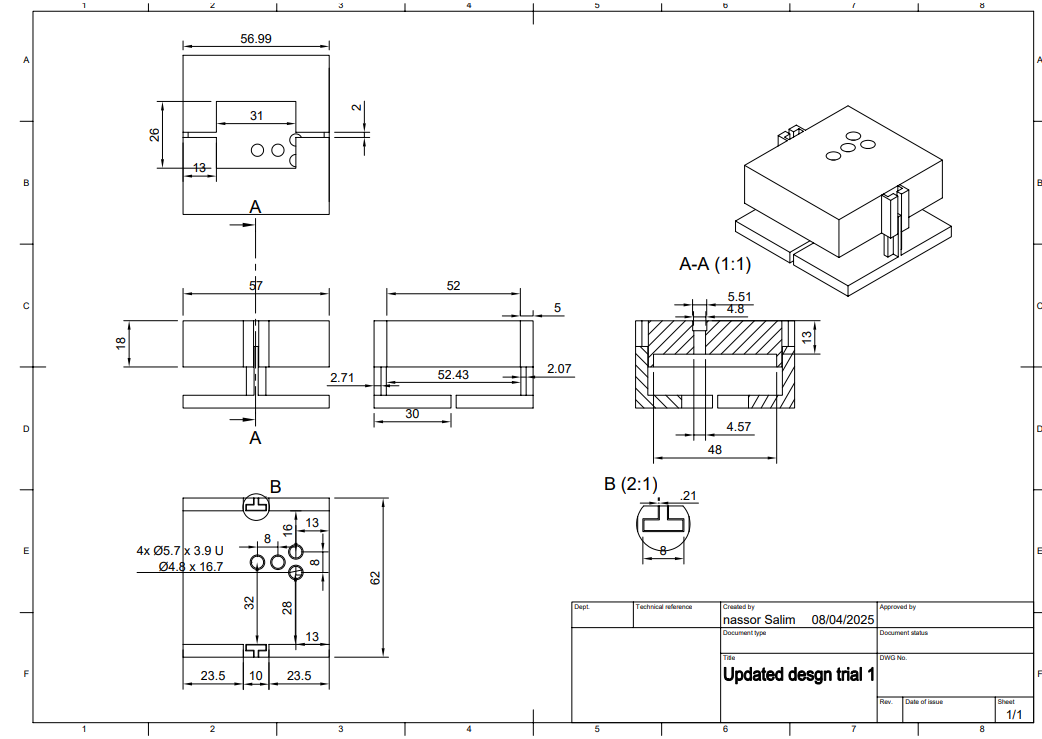 1 2 3 4 5 6 7 8
A A
56.99
2
31
26
13
B B
A
A-A (1:1)
C C
57
52
5
5.51
4.8
18
13
2.71
52.43
2.07
30
4.57
48
D D
A
B
B (2:1)
.21
8
13
16
8
8
4x Ø5.7 x 3.9 U
Ø4.8 x 16.7
E E
62
32
28
13
23.5
10
23.5
F F
Dept.
Technical reference
Created by
Approved by
nassor Salim 08/04/2025
Document type
Document status
Title
DWG No.
Updated desgn trial 1
Rev.
Date of issue
Sheet
1/1
1 2 3 4 5 6 7 8